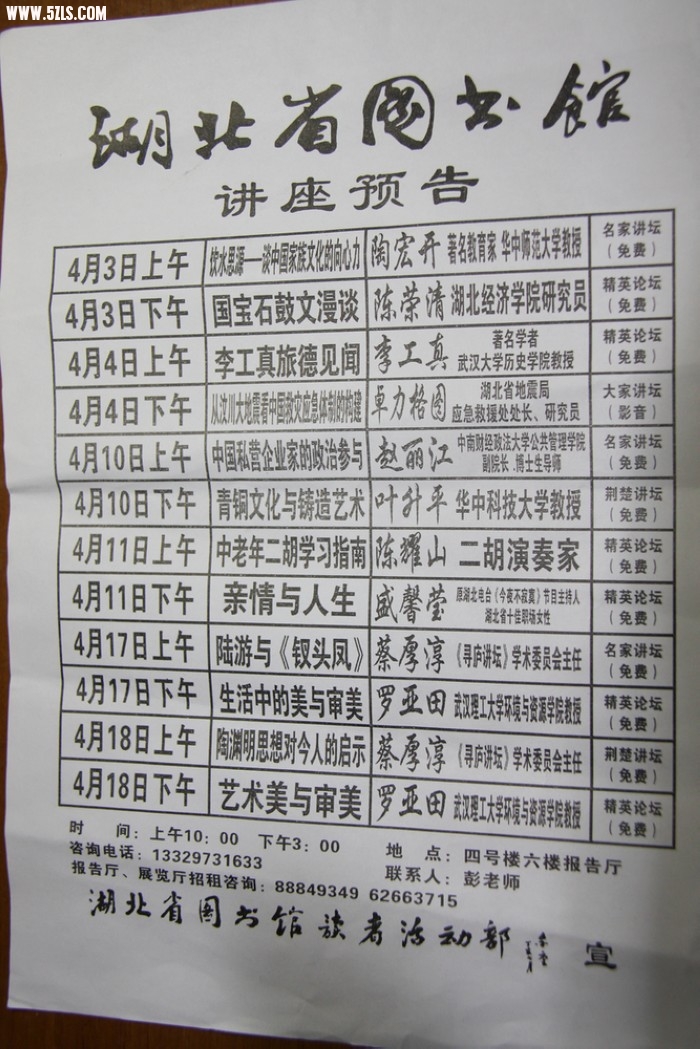 WWW.5ZLS.COM
湖北省图书馆
讲座预告
4月3日上午 饮水思源——谈中国家族文化的向心力 陶宏开 著名教育家 华中师范大学教授 名家讲坛（免费）
4月3日下午 国宝石鼓文漫谈 陈荣清 湖北经济学院研究员 精英论坛（免费）
4月4日上午 李工真旅德见闻 李工真 著名学者 武汉大学历史学院教授 精英论坛（免费）
4月4日下午 从汶川大地震看中国救灾应急体制的构建 卓力格图 湖北省地震局 应急救援处处长、研究员 大家讲坛（影音）
4月10日上午 中国私营企业家的政治参与 赵丽江 中南财经政法大学公共管理学院 副院长.博士生导师 名家讲坛（免费）
4月10日下午 青铜文化与铸造艺术 叶升平 华中科技大学教授 荆楚讲坛（免费）
4月11日上午 中老年二胡学习指南 陈耀山 二胡演奏家 精英论坛（免费）
4月11日下午 亲情与人生 盛馨莹 原湖北电台《今夜不寂寞》节目主持人 湖北省十佳职场女性 精英论坛（免费）
4月17日上午 陆游与《钗头凤》 蔡厚淳 《寻庐讲坛》学术委员会主任 名家讲坛（免费）
4月17日下午 生活中的美与审美 罗亚田 武汉理工大学环境与资源学院教授 精英论坛（免费）
4月18日上午 陶渊明思想对今人的启示 蔡厚淳 《寻庐讲坛》学术委员会主任 荆楚讲坛（免费）
4月18日下午 艺术美与审美 罗亚田 武汉理工大学环境与资源学院教授 精英论坛（免费）
时 间：上午10：00 下午3：00 地 点：四号楼六楼报告厅
咨询电话：13329731633 联系人：彭老师
报告厅、展览厅招租咨询：88849349 62663715
湖北省图书馆读者活动部 宣